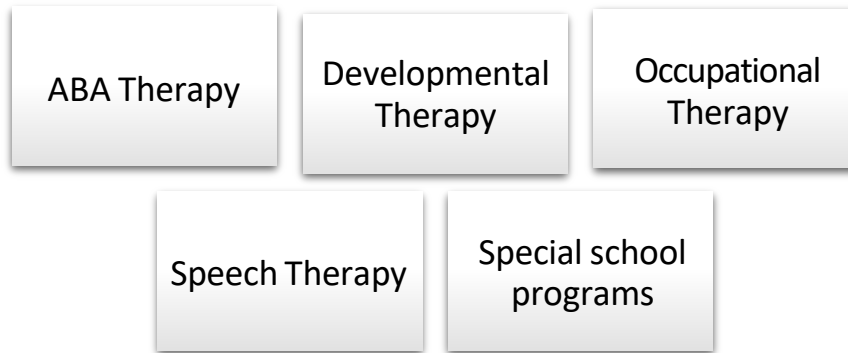 ABA Therapy
Developmental
Therapy
Occupational
Therapy
Speech Therapy
Special school
programs